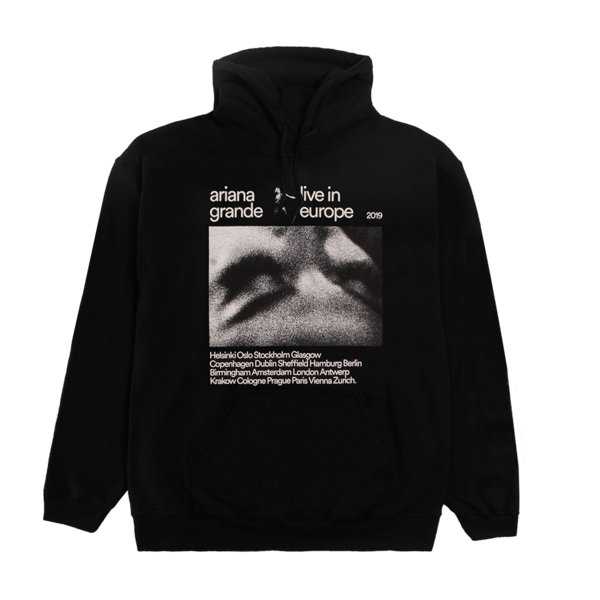 ariana live in
grande europe 2019
Helsinki Oslo Stockholm Glasgow
Copenhagen Dublin Sheffield Hamburg Berlin
Birmingham Amsterdam London Antwerp
Krakow Cologne Prague Paris Vienna Zurich.